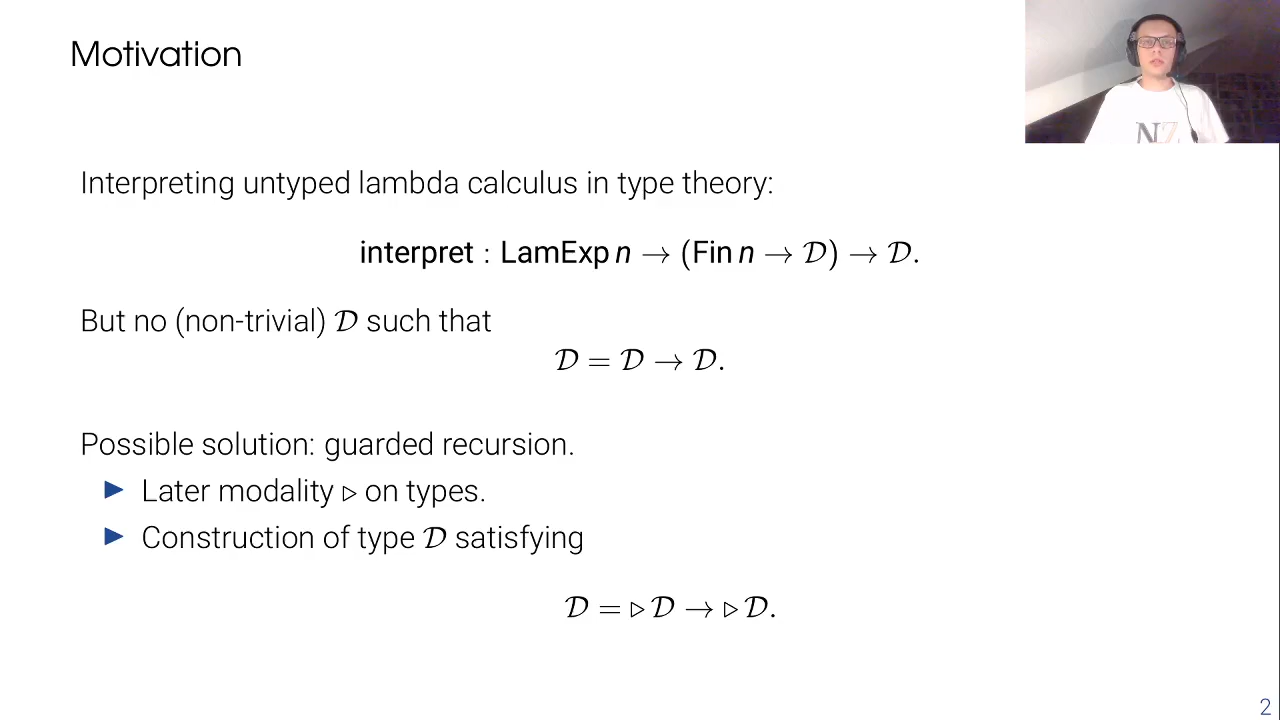 Motivation
NZ
Interpreting untyped lambda calculus in type theory:
interpret : LamExp n → (Fin n → 𝒟) → 𝒟.
But no (non-trivial) 𝒟 such that
𝒟 = 𝒟 → 𝒟.
Possible solution: guarded recursion.
▶ Later modality ▹ on types.
▶ Construction of type 𝒟 satisfying
𝒟 = ▹ 𝒟 → ▹ 𝒟.
2